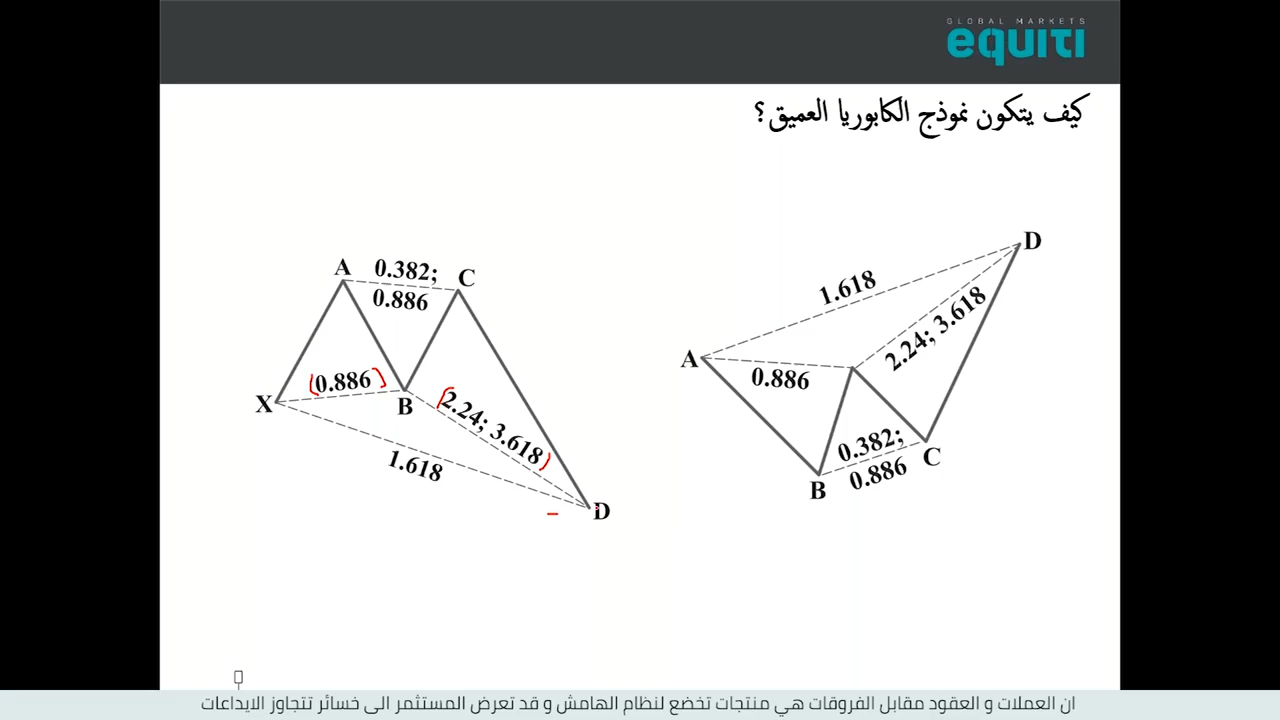 GLOBAL MARKETS
equiti
كيف يتكون نموذج الكابوريا العميق؟
A 0.382; C
0.886
(0.886)
X B
(2.24; 3.618)
1.618
D
D
1.618
2.24; 3.618
A
0.886
0.382;
0.886
C
B
ان العملات و العقود مقابل الفروقات هي منتجات تخضع لنظام الهامش و قد تعرض المستثمر الى خسائر تتجاوز الايداعات